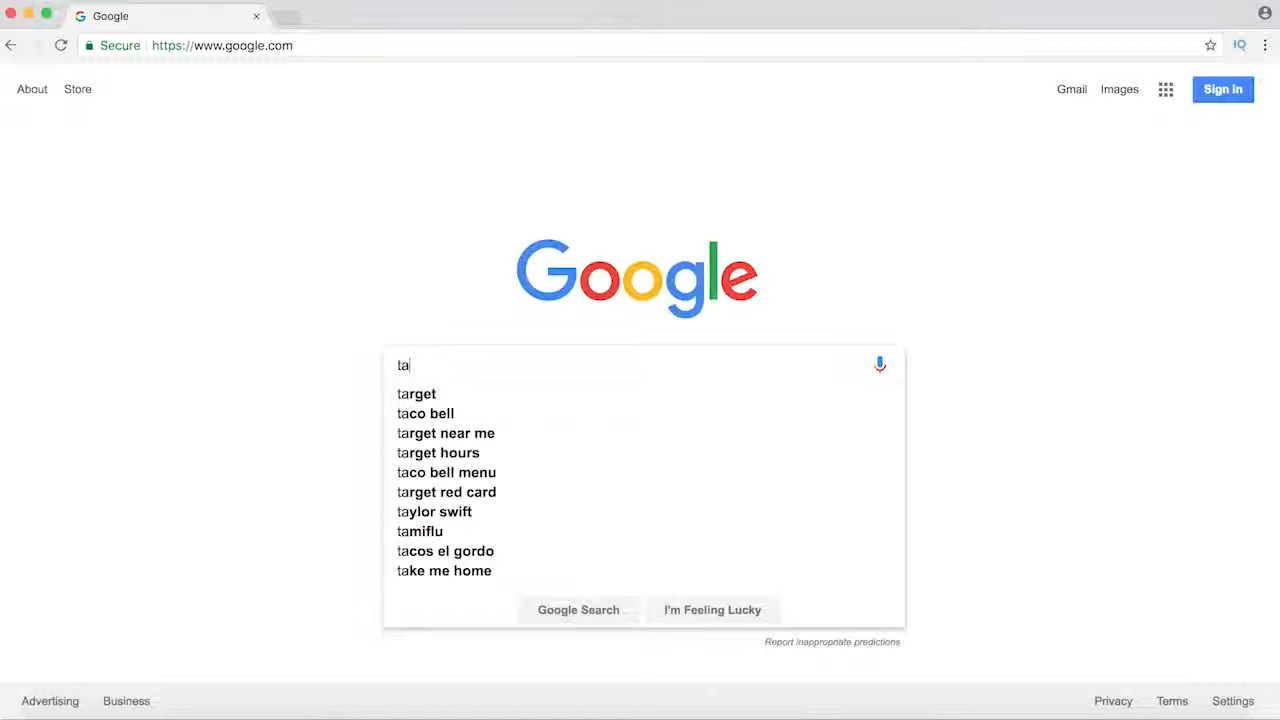 Google
Secure https://www.google.com
IQ
About Store
Gmail Images Sign in
Google
ta
target
taco bell
target near me
target hours
taco bell menu
target red card
taylor swift
tamiflu
tacos el gordo
take me home
Google Search I'm Feeling Lucky
Report inappropriate predictions
Advertising Business
Privacy Terms Settings